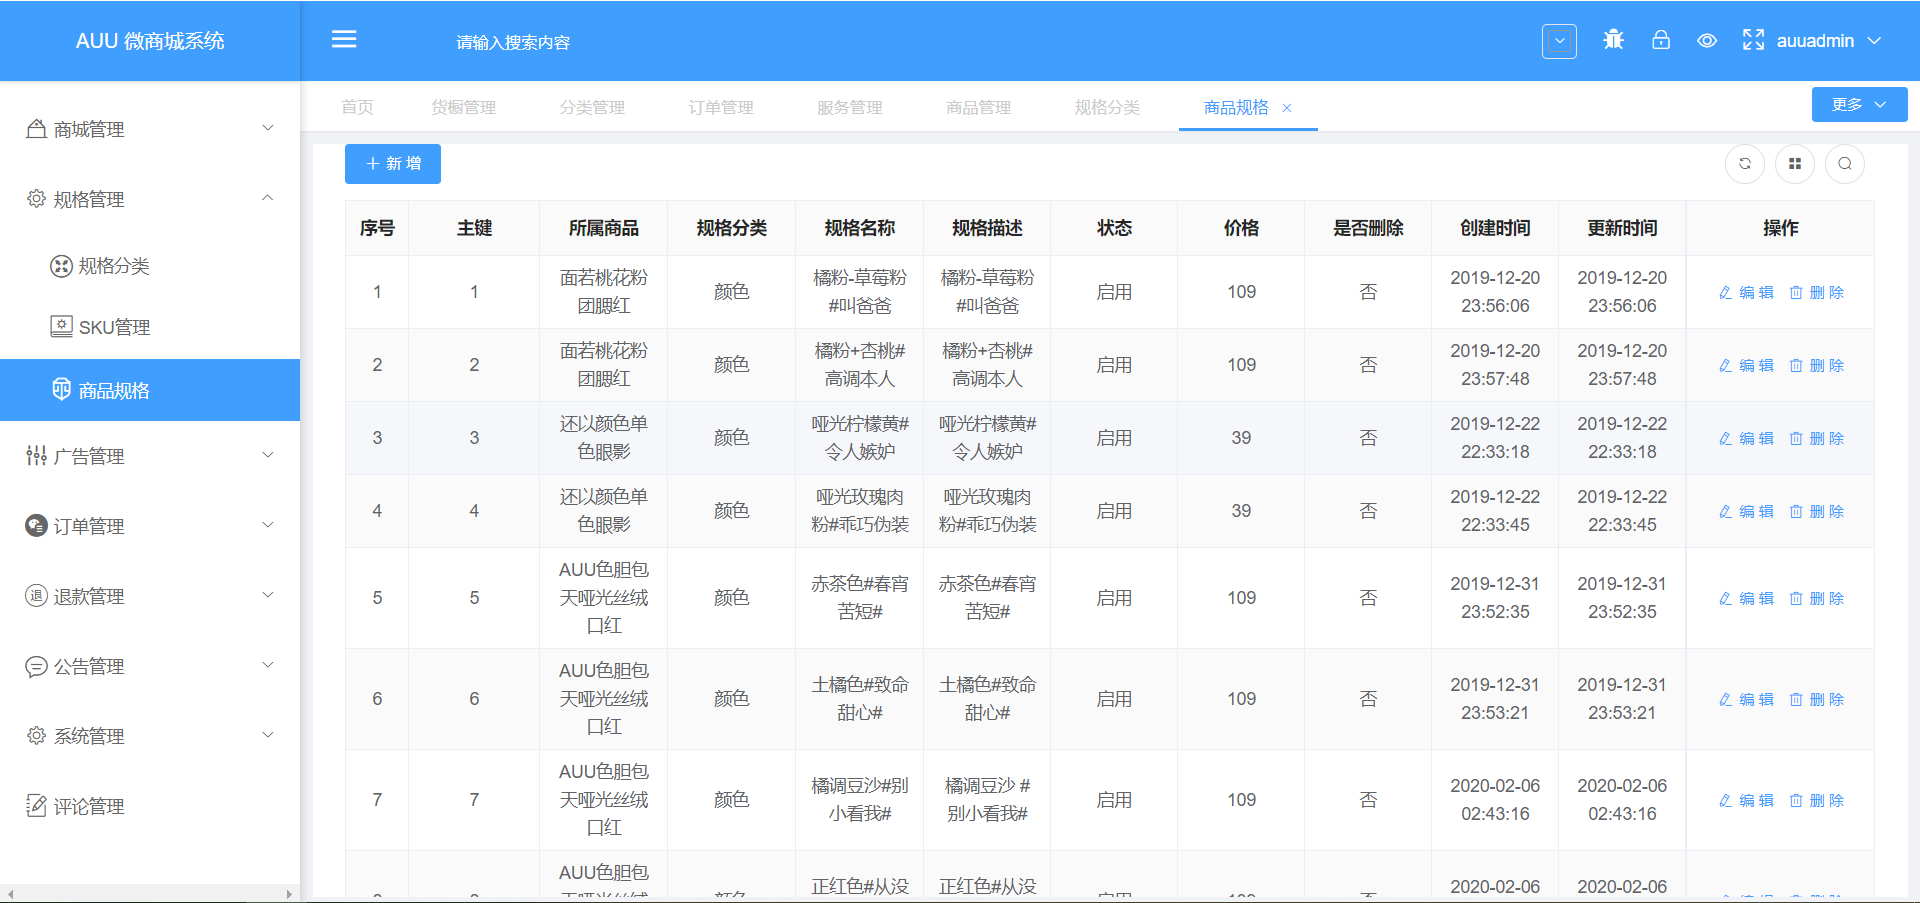 AUU 微商城系统
请输入搜索内容
auuadmin
首页 货橱管理 分类管理 订单管理 服务管理 商品管理 规格分类 商品规格
更多
商城管理
规格管理
规格分类
SKU管理
商品规格
广告管理
订单管理
退 退款管理
公告管理
系统管理
评论管理
新 增
序号 主键 所属商品 规格分类 规格名称 规格描述 状态 价格 是否删除 创建时间 更新时间 操作
1 1 面若桃花粉团腮红 颜色 橘粉-草莓粉#叫爸爸 橘粉-草莓粉#叫爸爸 启用 109 否 2019-12-20 23:56:06 2019-12-20 23:56:06 编 辑 删 除
2 2 面若桃花粉团腮红 颜色 橘粉+杏桃#高调本人 橘粉+杏桃#高调本人 启用 109 否 2019-12-20 23:57:48 2019-12-20 23:57:48 编 辑 删 除
3 3 还以颜色单色眼影 颜色 哑光柠檬黄#令人嫉妒 哑光柠檬黄#令人嫉妒 启用 39 否 2019-12-22 22:33:18 2019-12-22 22:33:18 编 辑 删 除
4 4 还以颜色单色眼影 颜色 哑光玫瑰肉粉#乖巧伪装 哑光玫瑰肉粉#乖巧伪装 启用 39 否 2019-12-22 22:33:45 2019-12-22 22:33:45 编 辑 删 除
5 5 AUU色胆包天哑光丝绒口红 颜色 赤茶色#春宵苦短# 赤茶色#春宵苦短# 启用 109 否 2019-12-31 23:52:35 2019-12-31 23:52:35 编 辑 删 除
6 6 AUU色胆包天哑光丝绒口红 颜色 土橘色#致命甜心# 土橘色#致命甜心# 启用 109 否 2019-12-31 23:53:21 2019-12-31 23:53:21 编 辑 删 除
7 7 AUU色胆包天哑光丝绒口红 颜色 橘调豆沙#别小看我# 橘调豆沙 #别小看我# 启用 109 否 2020-02-06 02:43:16 2020-02-06 02:43:16 编 辑 删 除
AUU色胆包 正红色#从没 正红色#从没 2020-02-06 2020-02-06